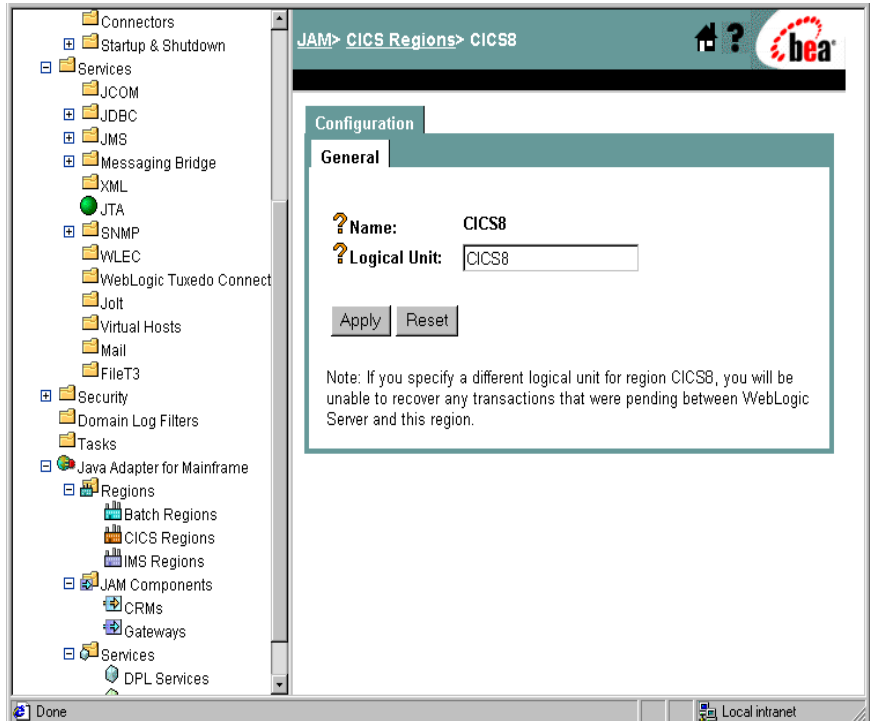 Connectors
Startup & Shutdown
Services
JCOM
JDBC
JMS
Messaging Bridge
XML
JTA
SNMP
WLEC
WebLogic Tuxedo Connect
Jolt
Virtual Hosts
Mail
FileT3
Security
Domain Log Filters
Tasks
Java Adapter for Mainframe
Regions
Batch Regions
CICS Regions
IMS Regions
JAM Components
CRMs
Gateways
Services
DPL Services
JAM> CICS Regions> CICS8
?
bea
Configuration
General
? Name: CICS8
? Logical Unit: CICS8
Apply Reset
Note: If you specify a different logical unit for region CICS8, you will be
unable to recover any transactions that were pending between WebLogic
Server and this region.
Done
Local intranet